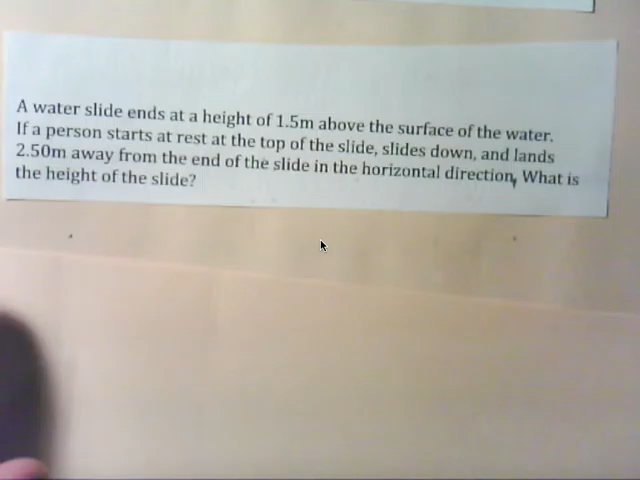 A water slide ends at a height of 1.5m above the surface of the water.
If a person starts at rest at the top of the slide, slides down, and lands
2.50m away from the end of the slide in the horizontal direction, What is
the height of the slide?